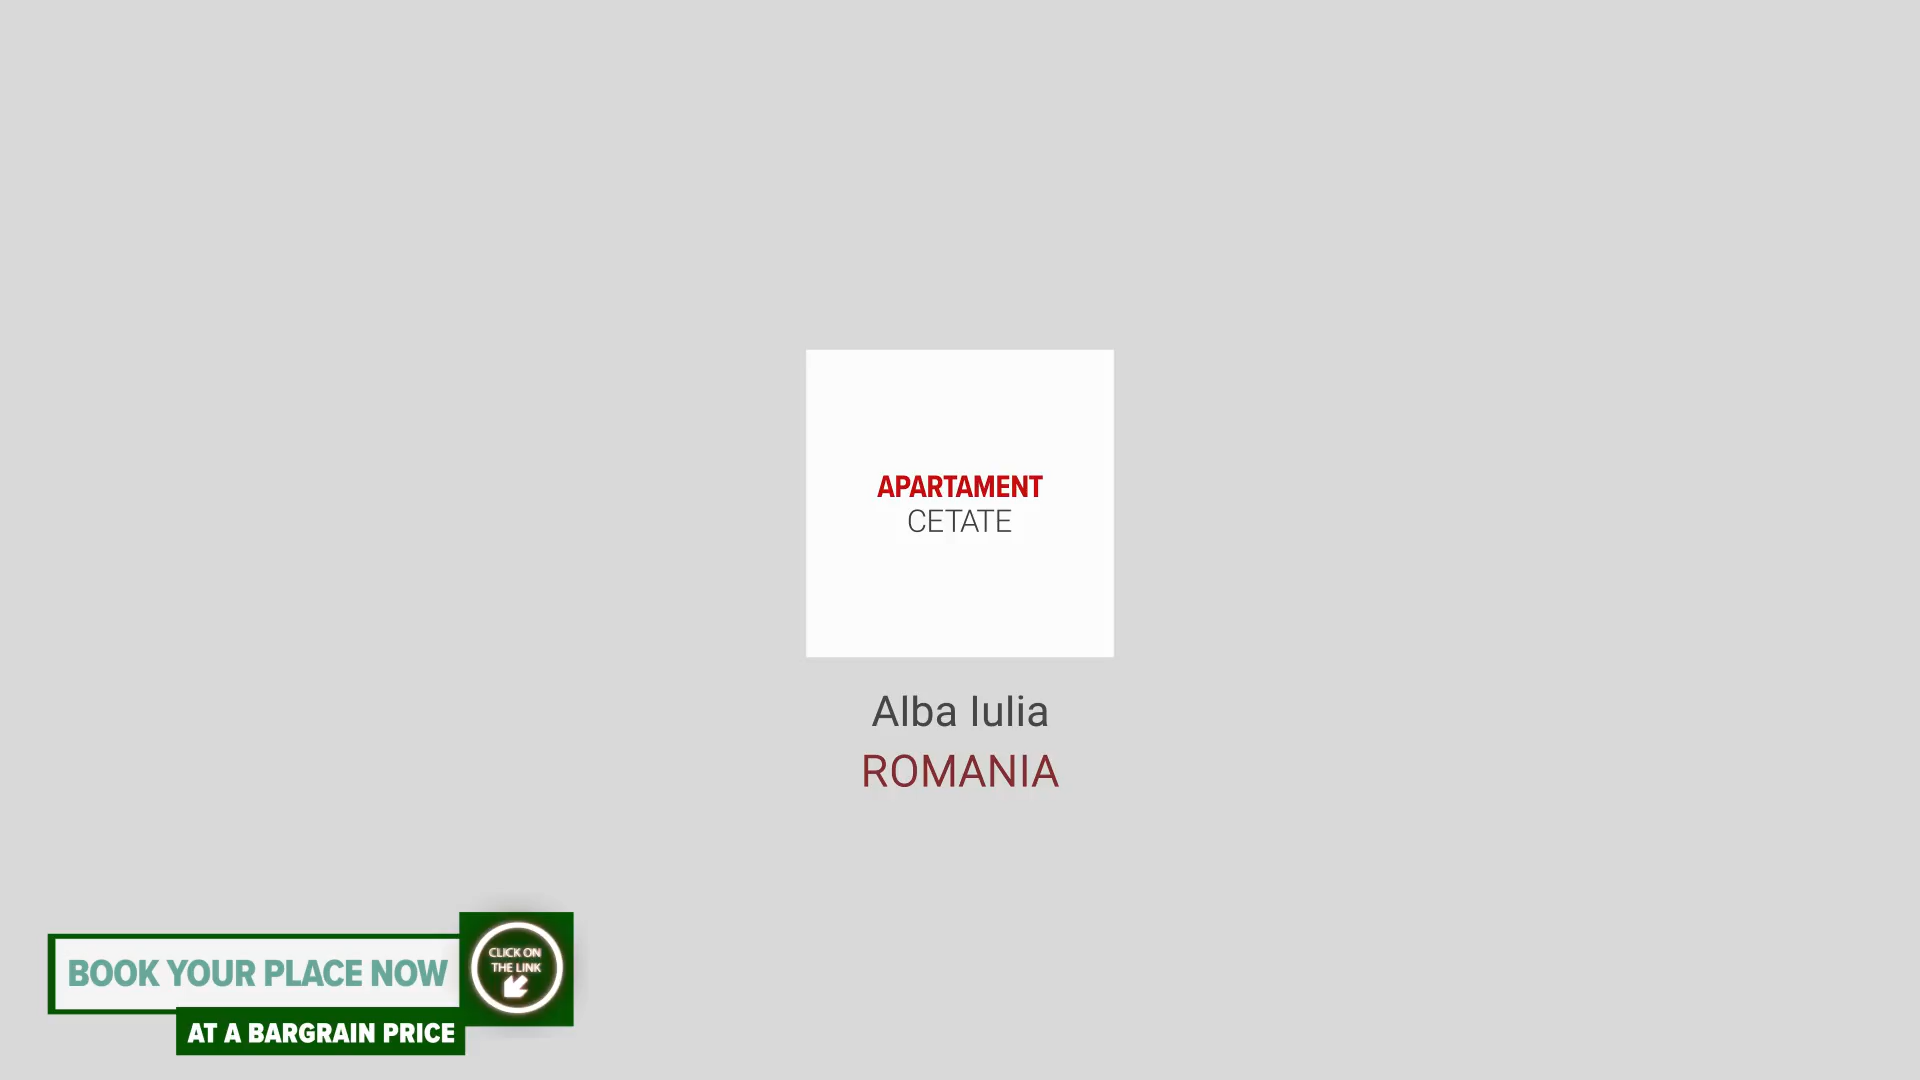 APARTAMENT
CETATE
Alba Iulia
ROMANIA
BOOK YOUR PLACE NOW
CLICK ON
THE LINK
AT A BARGRAIN PRICE